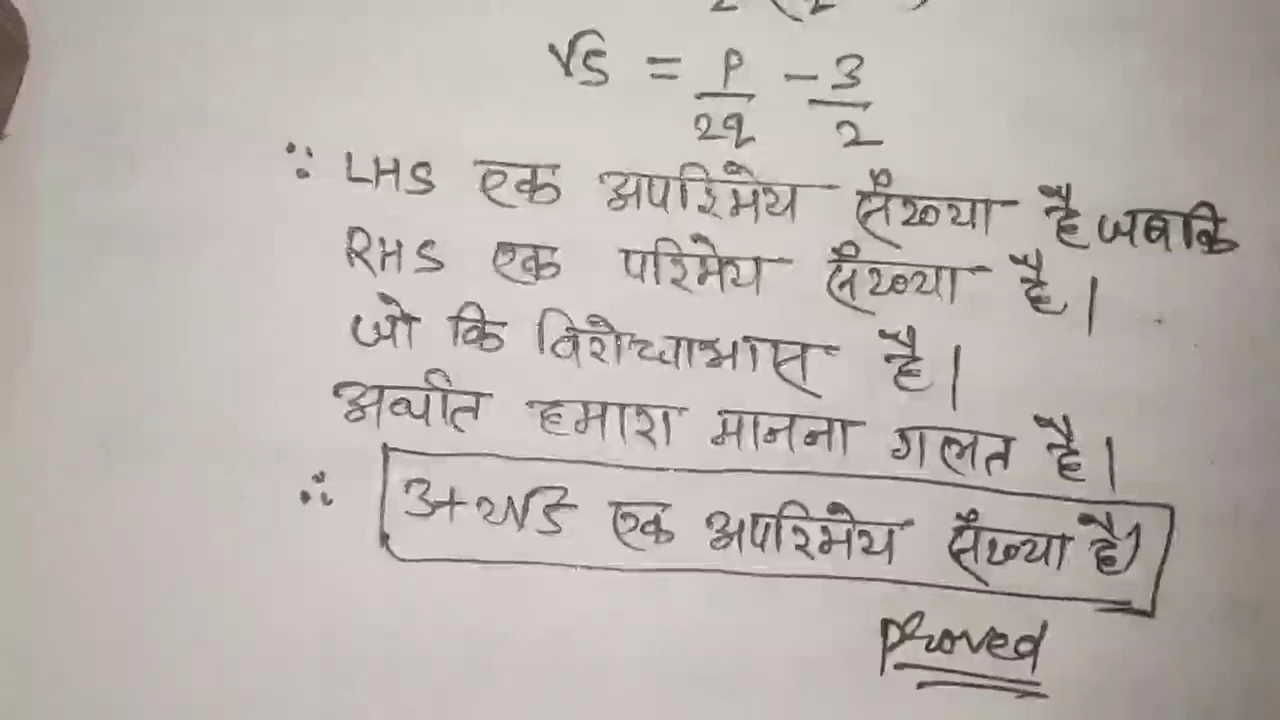 √5 = p/2q - 3/2
∵ LHS एक अपरिमेय संख्या है जबकि
RHS एक परिमेय संख्या है।
जो कि विरोधाभास है।
अर्थात हमारा मानना गलत है।
∴ 3+2√5 एक अपरिमेय संख्या है।
Proved